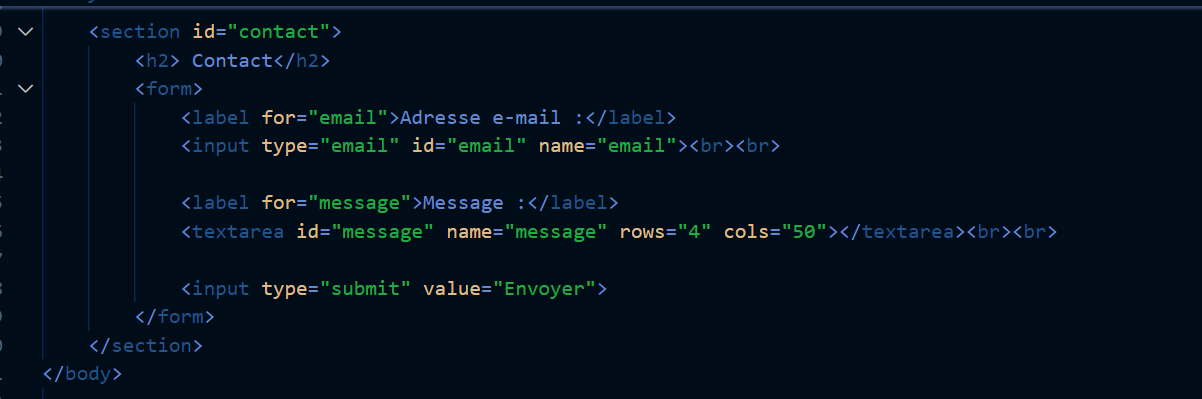 <section id="contact">
<h2> Contact</h2>
<form>
<label for="email">Adresse e-mail :</label>
<input type="email" id="email" name="email"><br><br>
<label for="message">Message :</label>
<textarea id="message" name="message" rows="4" cols="50"></textarea><br><br>
<input type="submit" value="Envoyer">
</form>
</section>
</body>